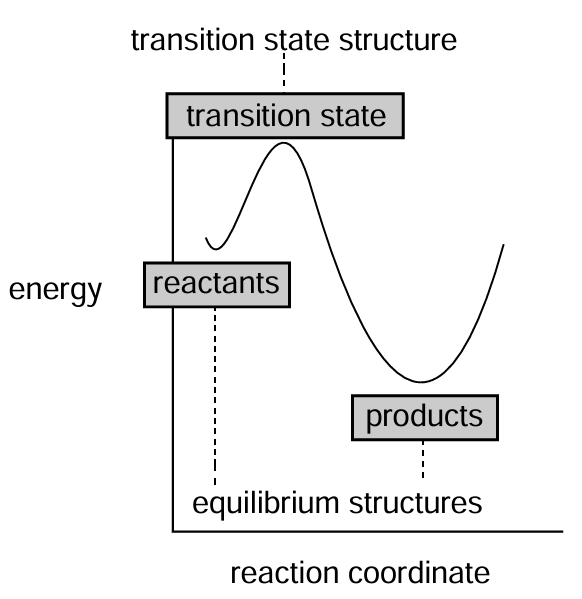 transition state structure
transition state
reactants
energy
products
equilibrium structures
reaction coordinate